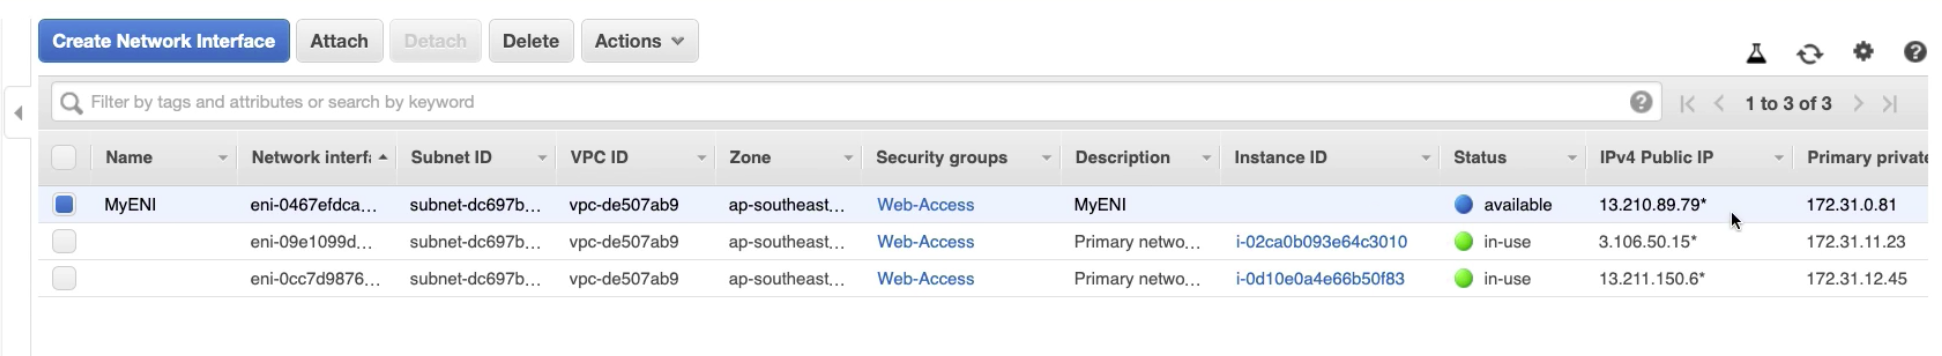 Create Network Interface Attach Detach Delete Actions
Filter by tags and attributes or search by keyword 1 to 3 of 3
Name Network interf Subnet ID VPC ID Zone Security groups Description Instance ID Status IPv4 Public IP Primary private
MyENI eni-0467efdca... subnet-dc697b... vpc-de507ab9 ap-southeast... Web-Access MyENI available 13.210.89.79* 172.31.0.81
eni-09e1099d... subnet-dc697b... vpc-de507ab9 ap-southeast... Web-Access Primary netwo... i-02ca0b093e64c3010 in-use 3.106.50.15* 172.31.11.23
eni-0cc7d9876... subnet-dc697b... vpc-de507ab9 ap-southeast... Web-Access Primary netwo... i-0d10e0a4e66b50f83 in-use 13.211.150.6* 172.31.12.45